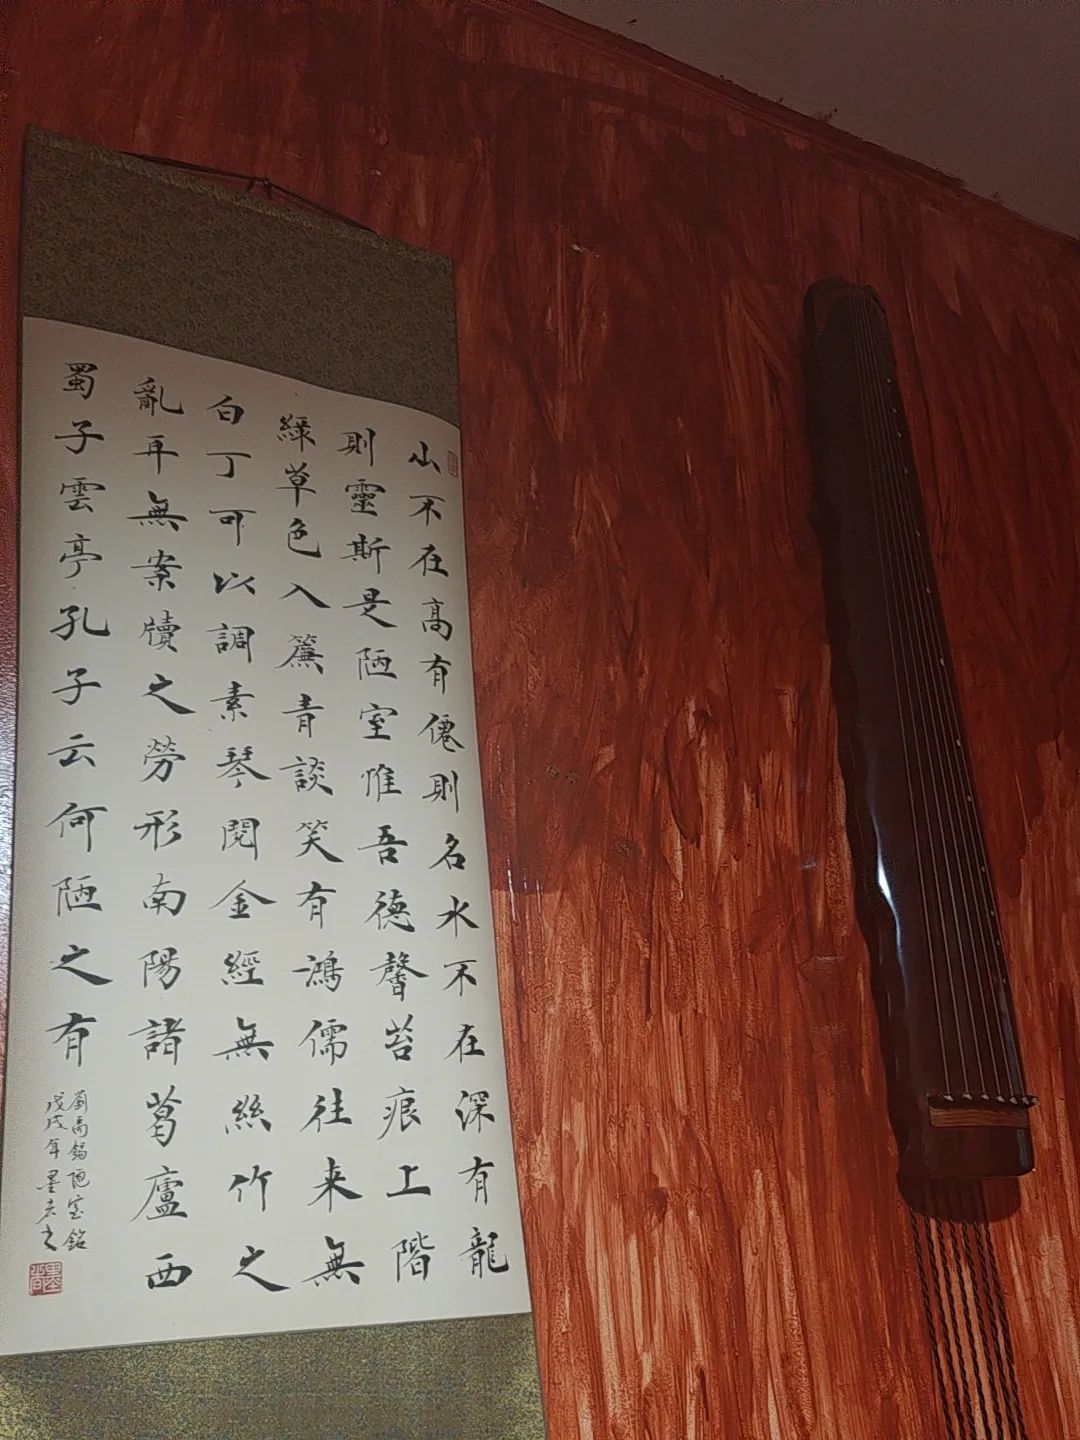 山不在高有僊則名水不在深有龍
則靈斯是陋室惟吾德馨苔痕上階
緑草色入簾青談笑有鴻儒往来無
白丁可以調素琴閱金經無絲竹之
亂耳無案牘之勞形南陽諸葛廬西
蜀子雲亭孔子云何陋之有
劉禹錫陋室銘
戊戌年墨者書